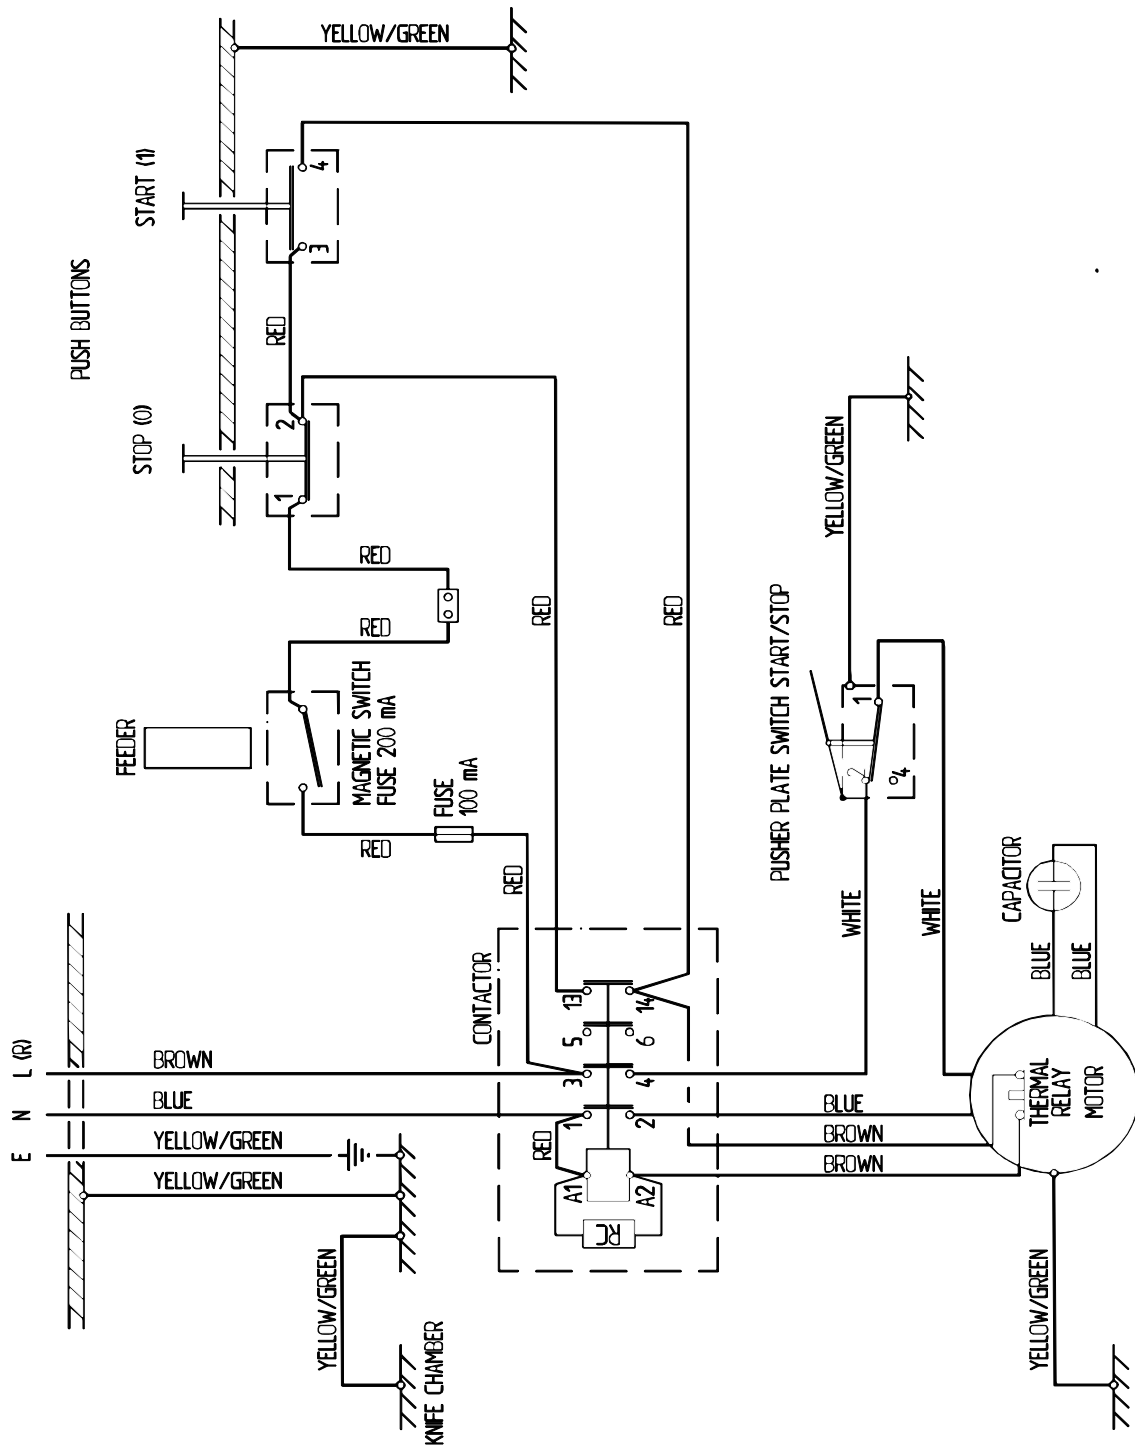 YELLOW/GREEN
START (1)
4
3
PUSH BUTTONS
RED
STOP (0)
2
1
RED
RED
RED
RED
YELLOW/GREEN
PUSHER PLATE SWITCH START/STOP
FEEDER
MAGNETIC SWITCH
FUSE 200 mA
1
2
4
FUSE
100 mA
RED
RED
WHITE
WHITE
CAPACITOR
BLUE
BLUE
CONTACTOR
13
14
5
6
3
4
1
2
L (R)
BROWN
N
BLUE
E
YELLOW/GREEN
YELLOW/GREEN
RED
A1
A2
RC
BLUE
BROWN
BROWN
THERMAL
RELAY
MOTOR
YELLOW/GREEN
KNIFE CHAMBER
YELLOW/GREEN